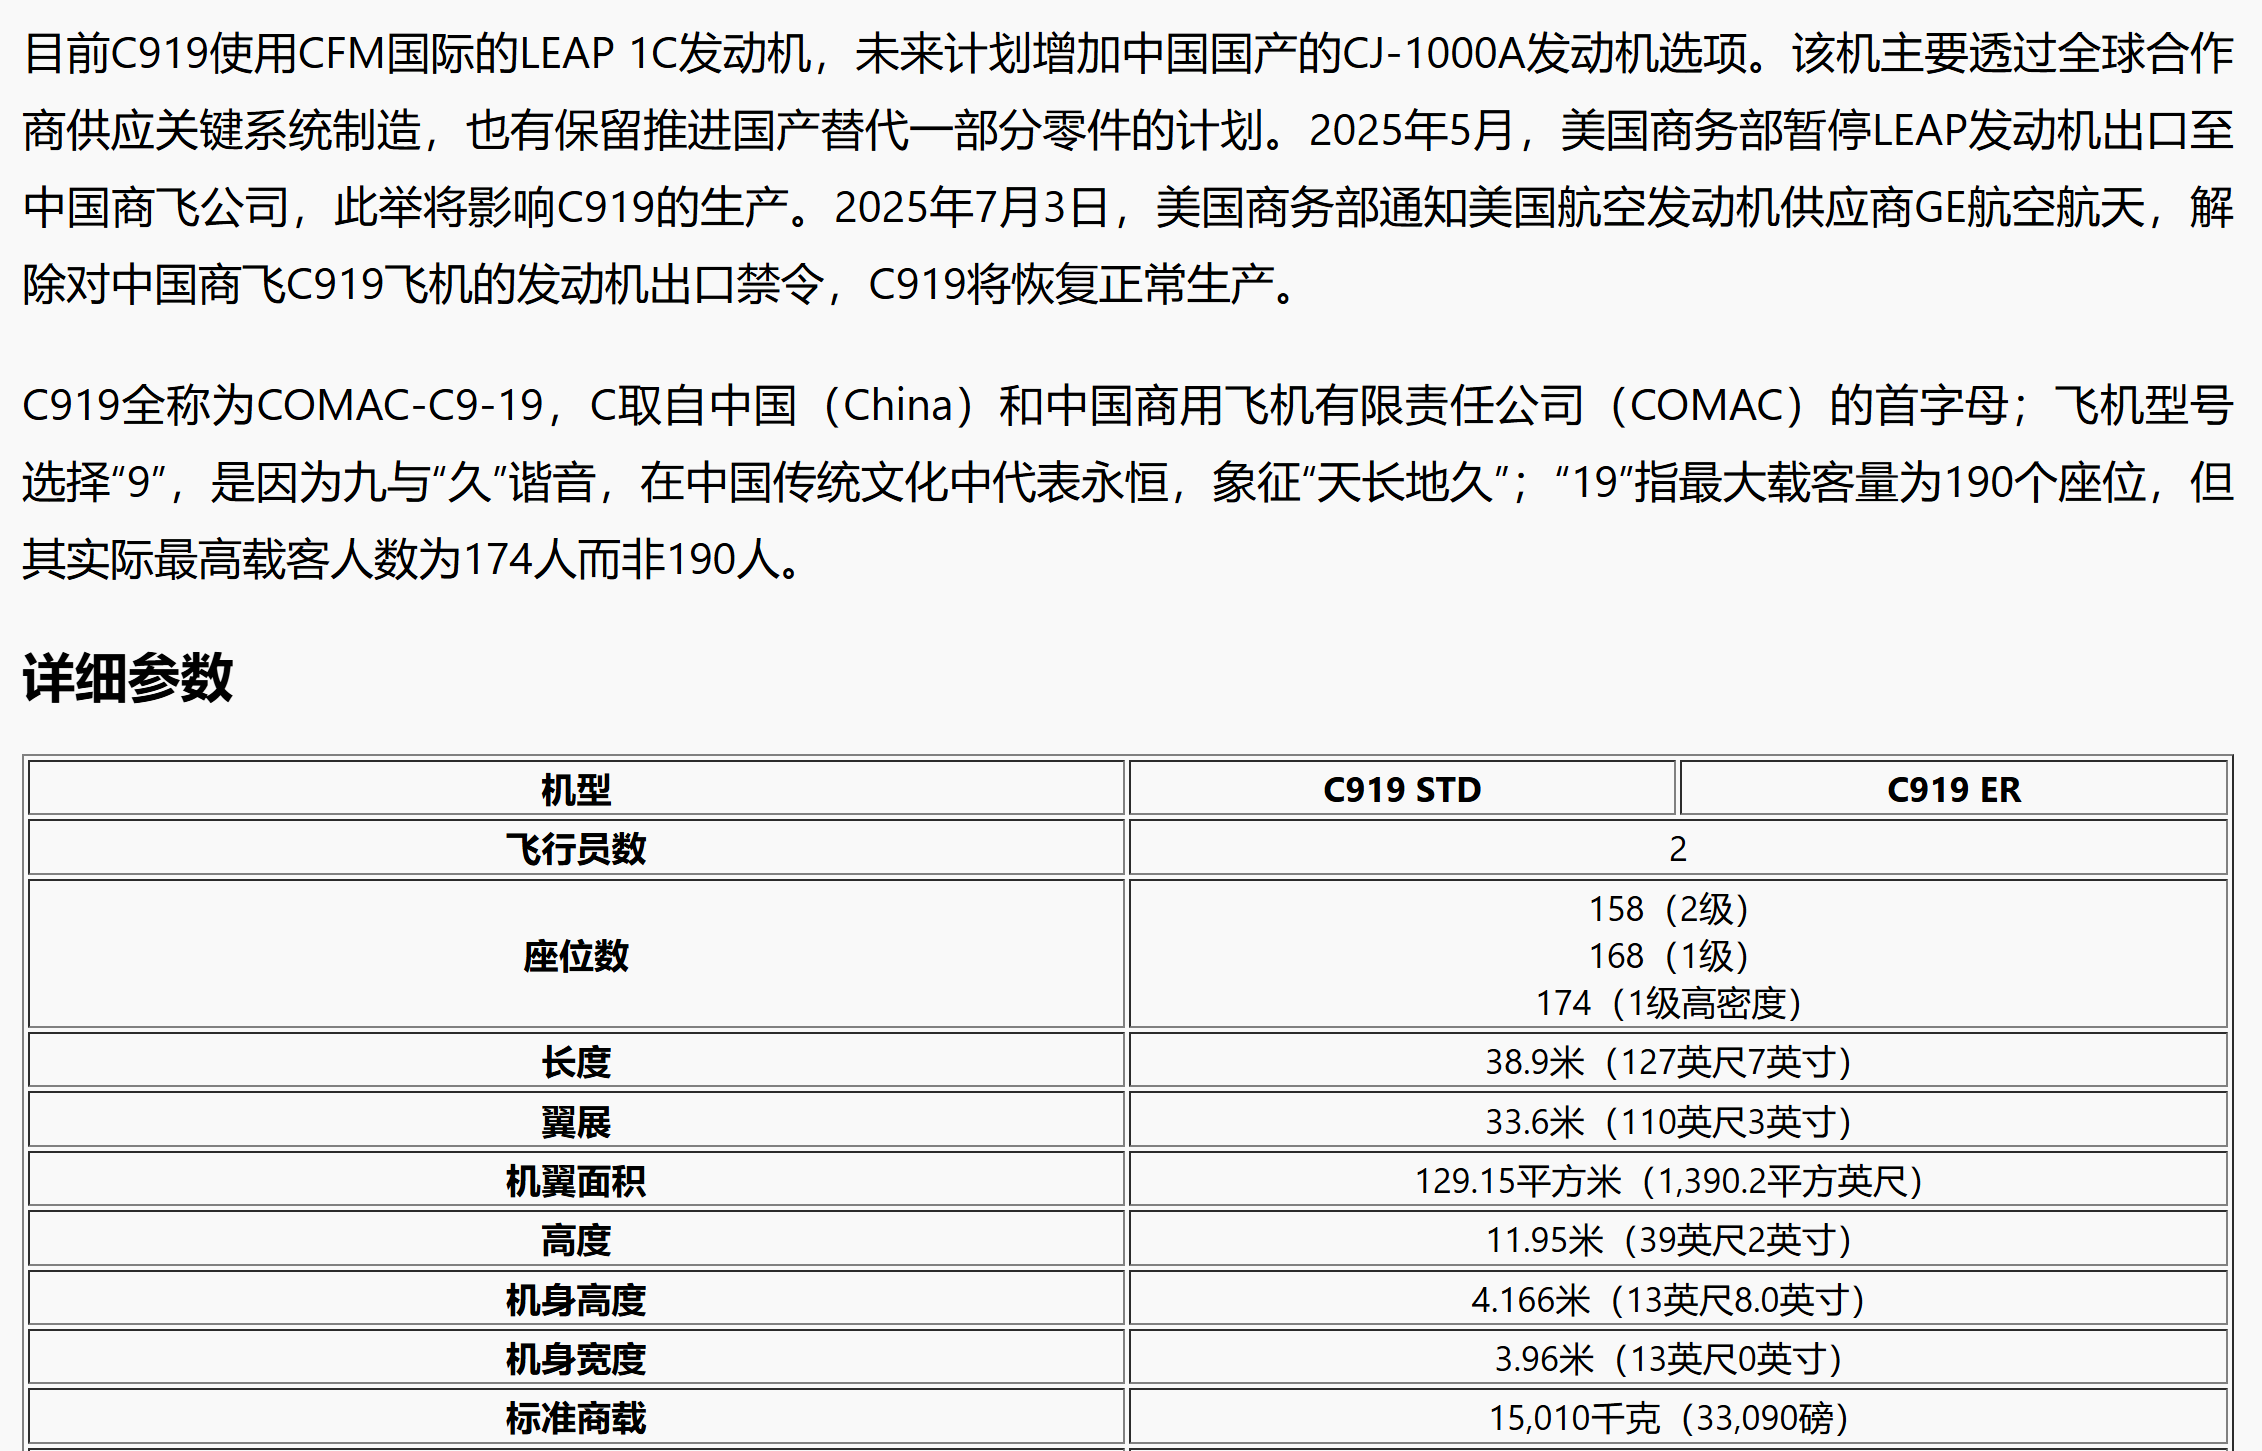 目前C919使用CFM国际的LEAP 1C发动机，未来计划增加中国国产的CJ-1000A发动机选项。该机主要透过全球合作
商供应关键系统制造，也有保留推进国产替代一部分零件的计划。2025年5月，美国商务部暂停LEAP发动机出口至
中国商飞公司，此举将影响C919的生产。2025年7月3日，美国商务部通知美国航空发动机供应商GE航空航天，解
除对中国商飞C919飞机的发动机出口禁令，C919将恢复正常生产。
C919全称为COMAC-C9-19，C取自中国（China）和中国商用飞机有限责任公司（COMAC）的首字母；飞机型号
选择“9”，是因为九与“久”谐音，在中国传统文化中代表永恒，象征“天长地久”；“19”指最大载客量为190个座位，但
其实际最高载客人数为174人而非190人。
详细参数
机型 C919 STD C919 ER
飞行员数 2
座位数 158（2级）
168（1级）
174（1级高密度）
长度 38.9米（127英尺7英寸）
翼展 33.6米（110英尺3英寸）
机翼面积 129.15平方米（1,390.2平方英尺）
高度 11.95米（39英尺2英寸）
机身高度 4.166米（13英尺8.0英寸）
机身宽度 3.96米（13英尺0英寸）
标准商载 15,010千克（33,090磅）